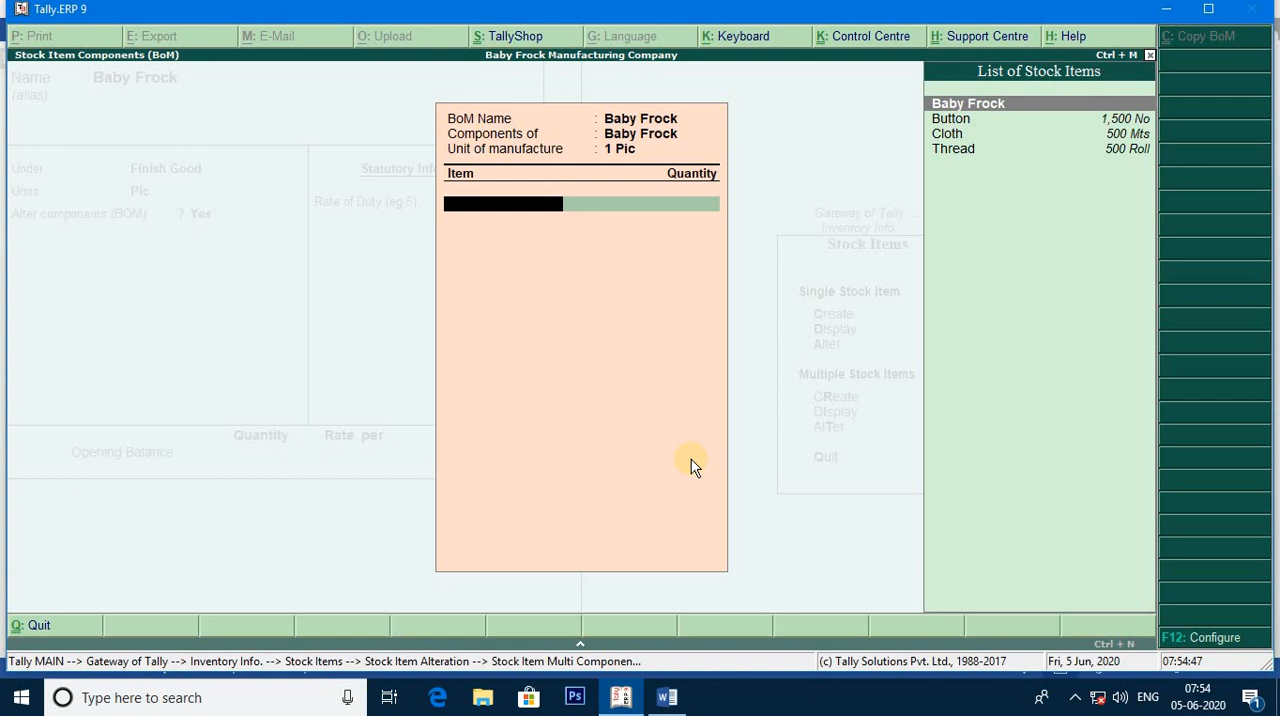 Tally.ERP 9
P: Print
E: Export
M: E-Mail
O: Upload
S: TallyShop
G: Language
K: Keyboard
K: Control Centre
H: Support Centre
H: Help
C: Copy BoM
Stock Item Components (BoM)
Baby Frock Manufacturing Company
Ctrl + M
Name Baby Frock
(alias)
Under Finish Good
Units Pic
Alter components (BOM) ? Yes
Rate of Duty (eg 5)
BoM Name : Baby Frock
Components of : Baby Frock
Unit of manufacture : 1 Pic
Item Quantity
Gateway of Tally ...
Inventory Info.
Stock Items
Single Stock Item
Create
Display
Alter
Multiple Stock Items
CReate
DIsplay
AlTer
Quit
List of Stock Items
Baby Frock
Button 1,500 No
Cloth 500 Mts
Thread 500 Roll
Quantity Rate per
Opening Balance
Q: Quit
F12: Configure
Ctrl + N
Tally MAIN --> Gateway of Tally --> Inventory Info. --> Stock Items --> Stock Item Alteration --> Stock Item Multi Componen...
(c) Tally Solutions Pvt. Ltd., 1988-2017
Fri, 5 Jun, 2020
07:54:47
Type here to search
ENG
07:54
05-06-2020
1